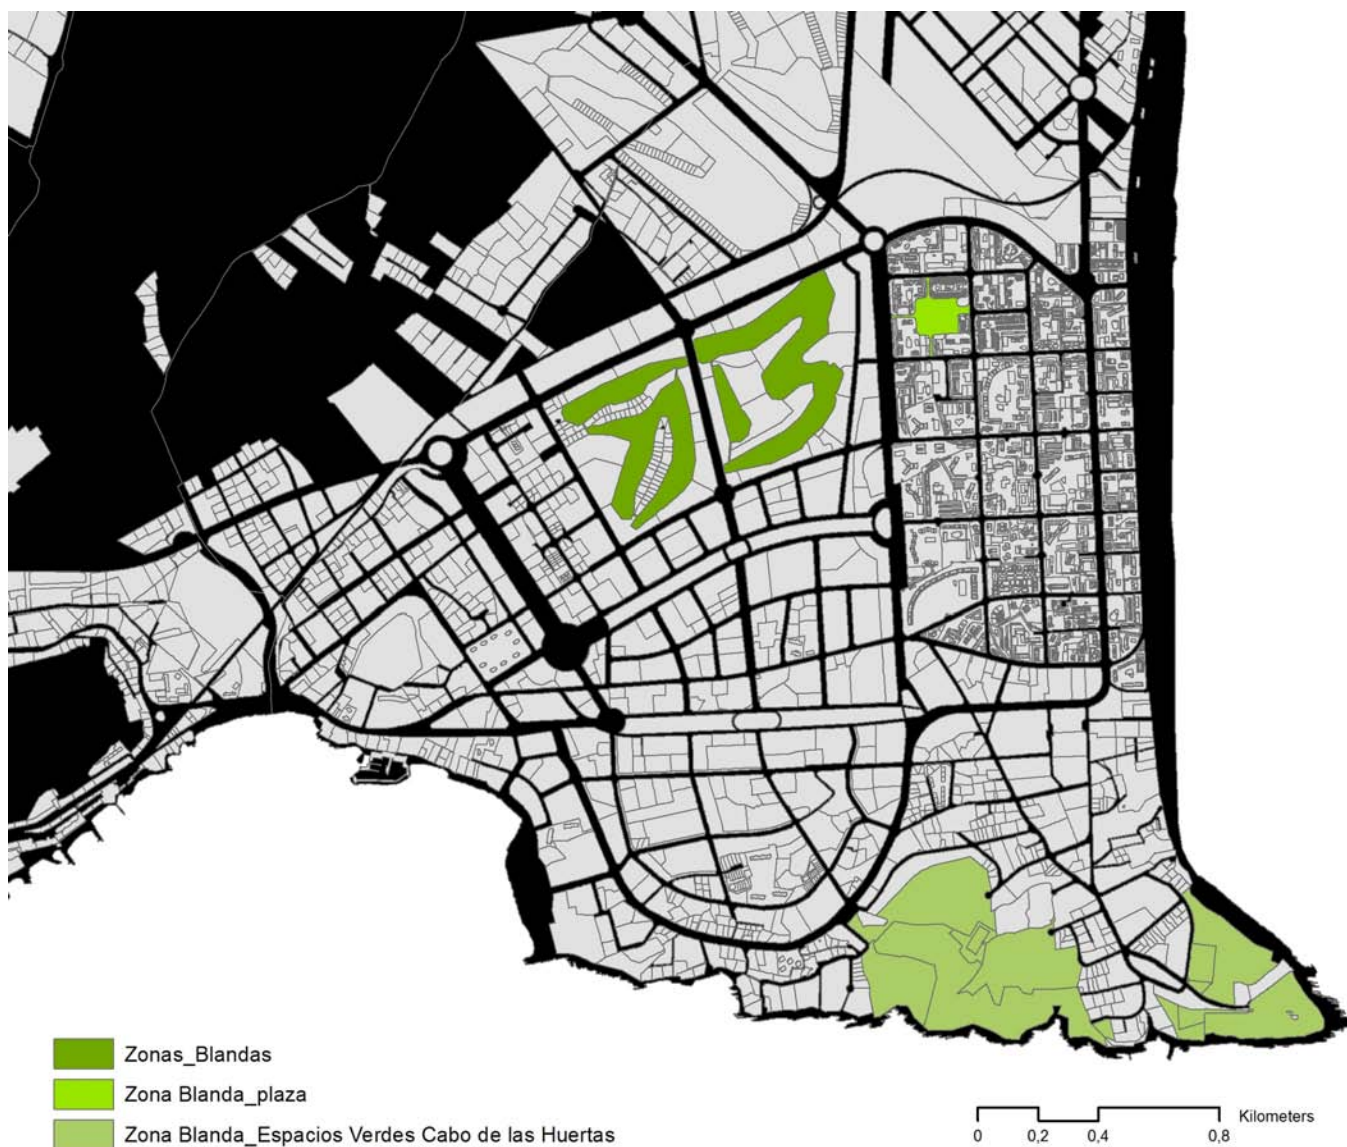 Zonas_Blandas
Zona Blanda_plaza
Zona Blanda_Espacios Verdes Cabo de las Huertas
Kilometers
0 0,2 0,4 0,8